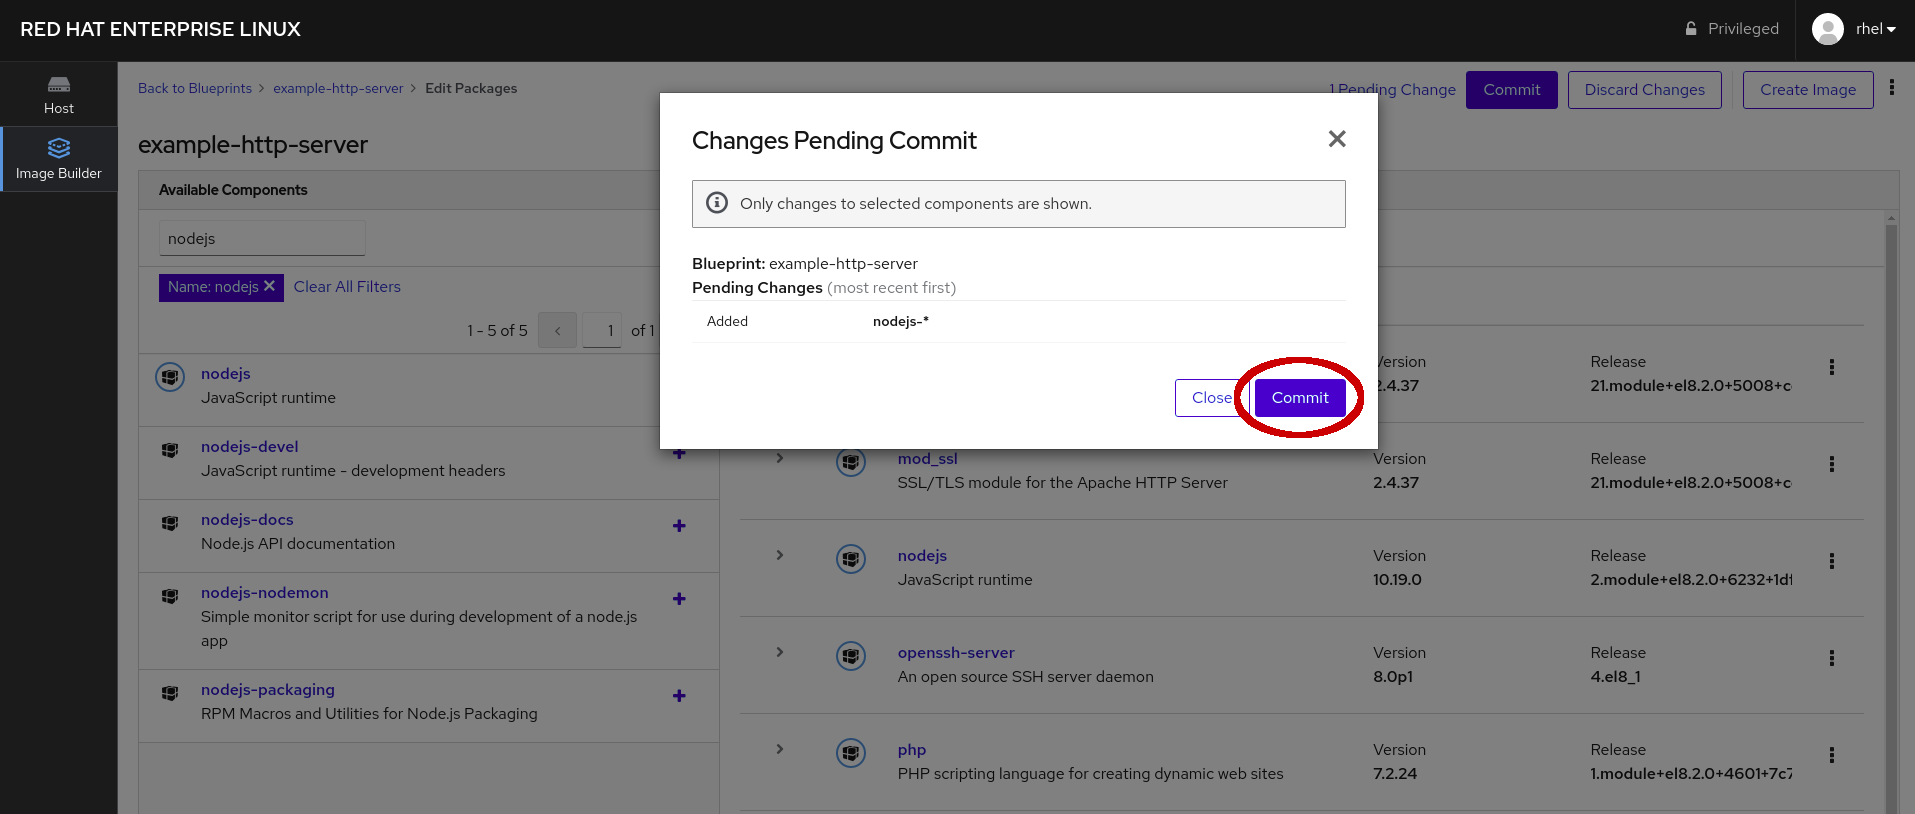 RED HAT ENTERPRISE LINUX
Privileged
rhel
Host
Image Builder
Back to Blueprints > example-http-server > Edit Packages
1 Pending Change
Commit
Discard Changes
Create Image
example-http-server
Available Components
nodejs
Name: nodejs
Clear All Filters
1 - 5 of 5
1
of 1
nodejs
JavaScript runtime
nodejs-devel
JavaScript runtime - development headers
nodejs-docs
Node.js API documentation
nodejs-nodemon
Simple monitor script for use during development of a node.js
app
nodejs-packaging
RPM Macros and Utilities for Node.js Packaging
Changes Pending Commit
Only changes to selected components are shown.
Blueprint: example-http-server
Pending Changes (most recent first)
Added nodejs-*
Close
Commit
Version
2.4.37
Release
21.module+el8.2.0+5008+c
mod_ssl
SSL/TLS module for the Apache HTTP Server
Version
2.4.37
Release
21.module+el8.2.0+5008+c
nodejs
JavaScript runtime
Version
10.19.0
Release
2.module+el8.2.0+6232+1df
openssh-server
An open source SSH server daemon
Version
8.0p1
Release
4.el8_1
php
PHP scripting language for creating dynamic web sites
Version
7.2.24
Release
1.module+el8.2.0+4601+7c7